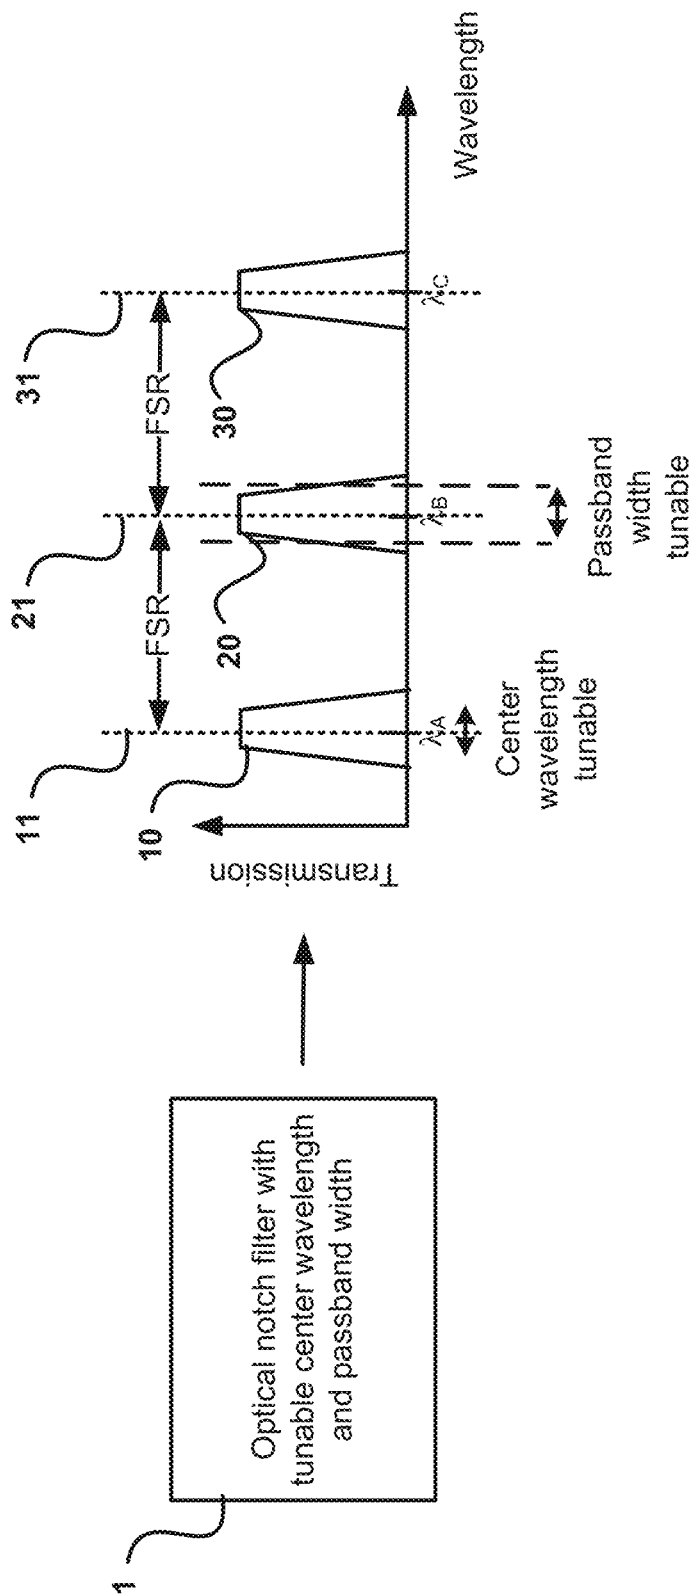 1
Optical notch filter with
tunable center wavelength
and passband width
Transmission
Wavelength
11
21
31
FSR
FSR
10
20
30
λA
λB
λC
Center
wavelength
tunable
Passband
width
tunable